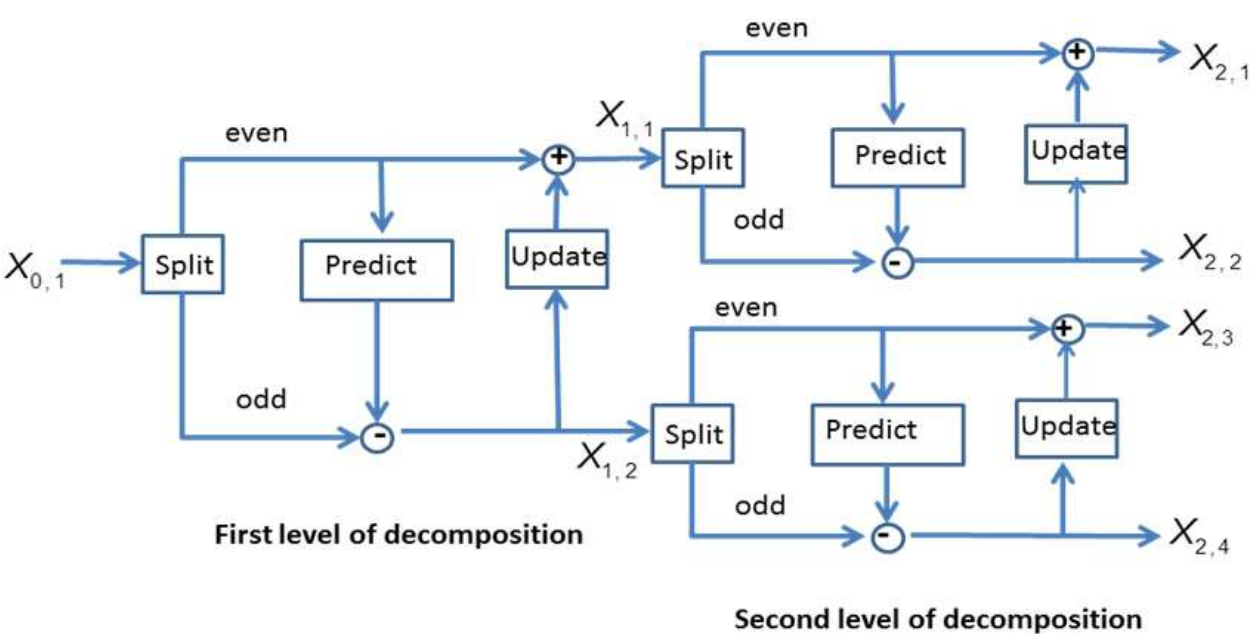 even
+
X2,1
X1,1
even
+
Split
Predict
Update
odd
X0,1
Split
Predict
Update
-
X2,2
even
+
X2,3
odd
-
X1,2
Split
Predict
Update
odd
-
X2,4
First level of decomposition
Second level of decomposition